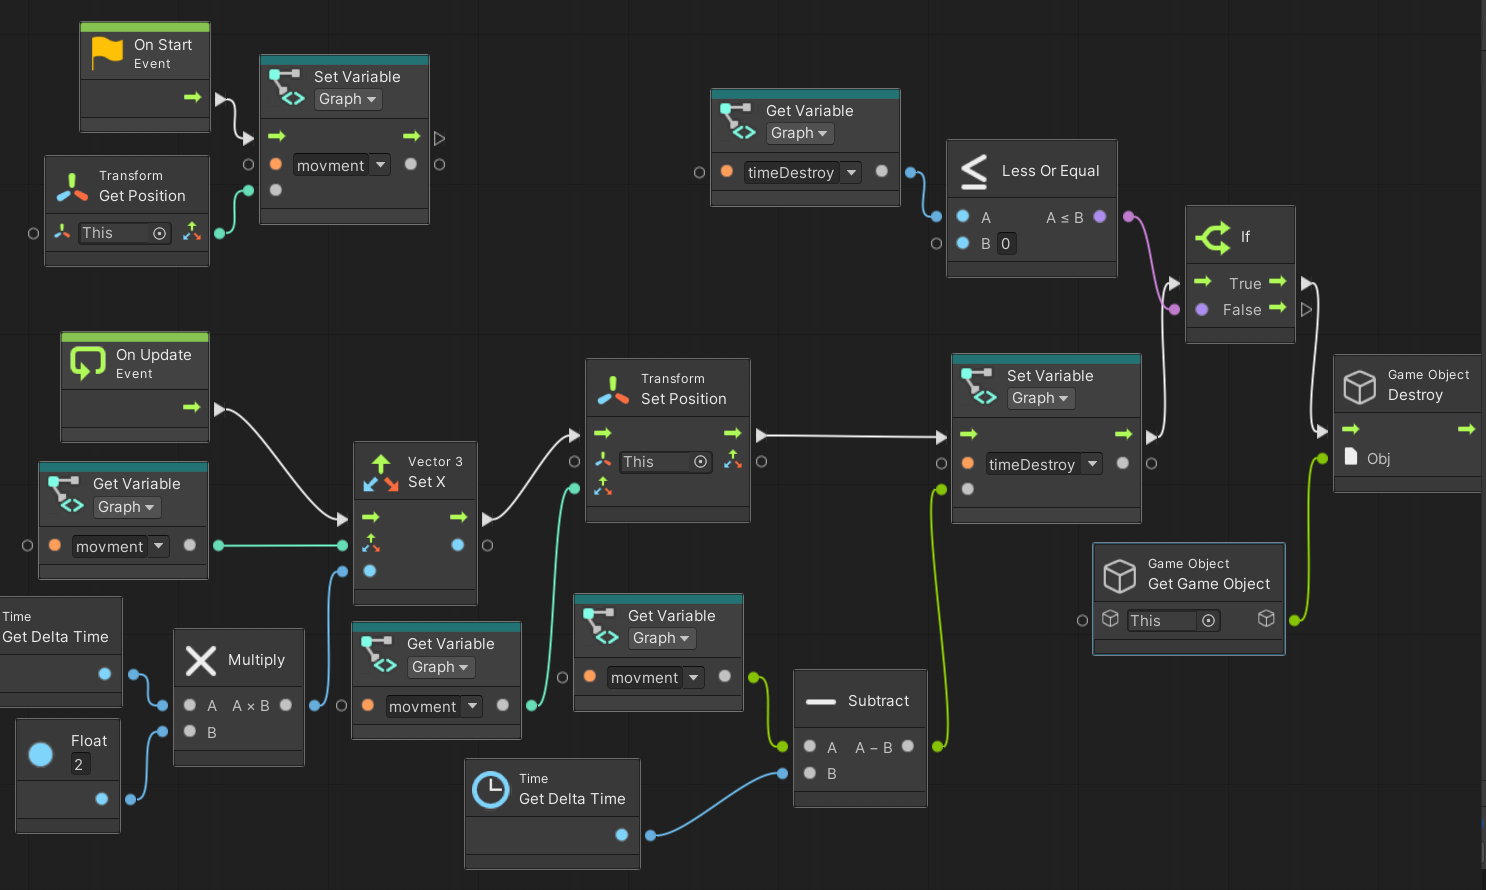 On Start
Event
Set Variable
Graph
movment
Transform
Get Position
This
Get Variable
Graph
timeDestroy
Less Or Equal
A A ≤ B
B 0
If
True
False
On Update
Event
Get Variable
Graph
movment
Vector 3
Set X
Transform
Set Position
This
Set Variable
Graph
timeDestroy
Game Object
Destroy
Obj
Game Object
Get Game Object
This
Time
Get Delta Time
Multiply
A A × B
B
Float
2
Get Variable
Graph
movment
Get Variable
Graph
movment
Subtract
A A − B
B
Time
Get Delta Time